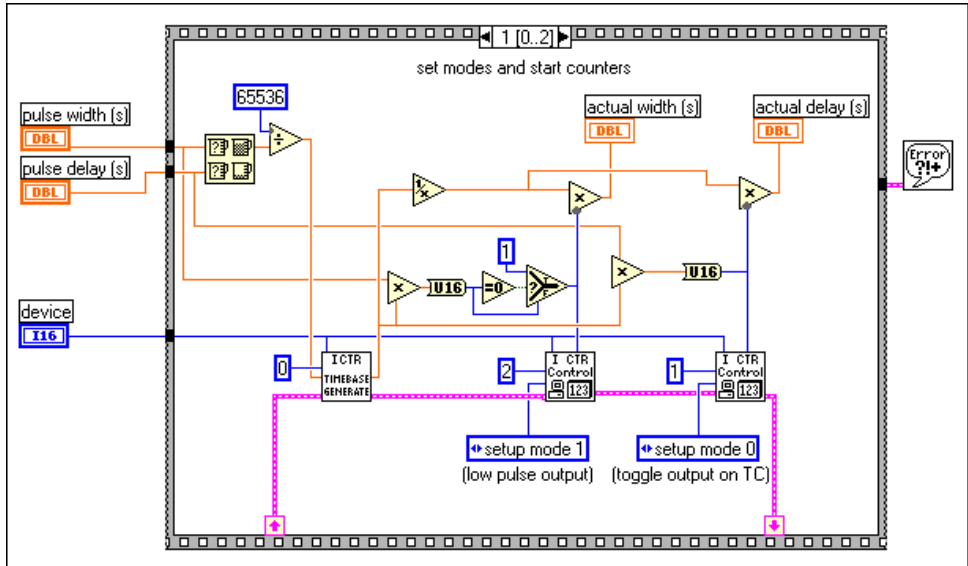 1 [0..2]
set modes and start counters
65536
actual width (s)
DBL
actual delay (s)
DBL
pulse width (s)
DBL
pulse delay (s)
DBL
?
?
÷
Error
?!+
1/x
x
x
1
x
U16
=0
?
F
x
U16
device
I16
0
ICTR
TIMEBASE
GENERATE
2
I CTR
Control
123
1
I CTR
Control
123
setup mode 1
(low pulse output)
setup mode 0
(toggle output on TC)